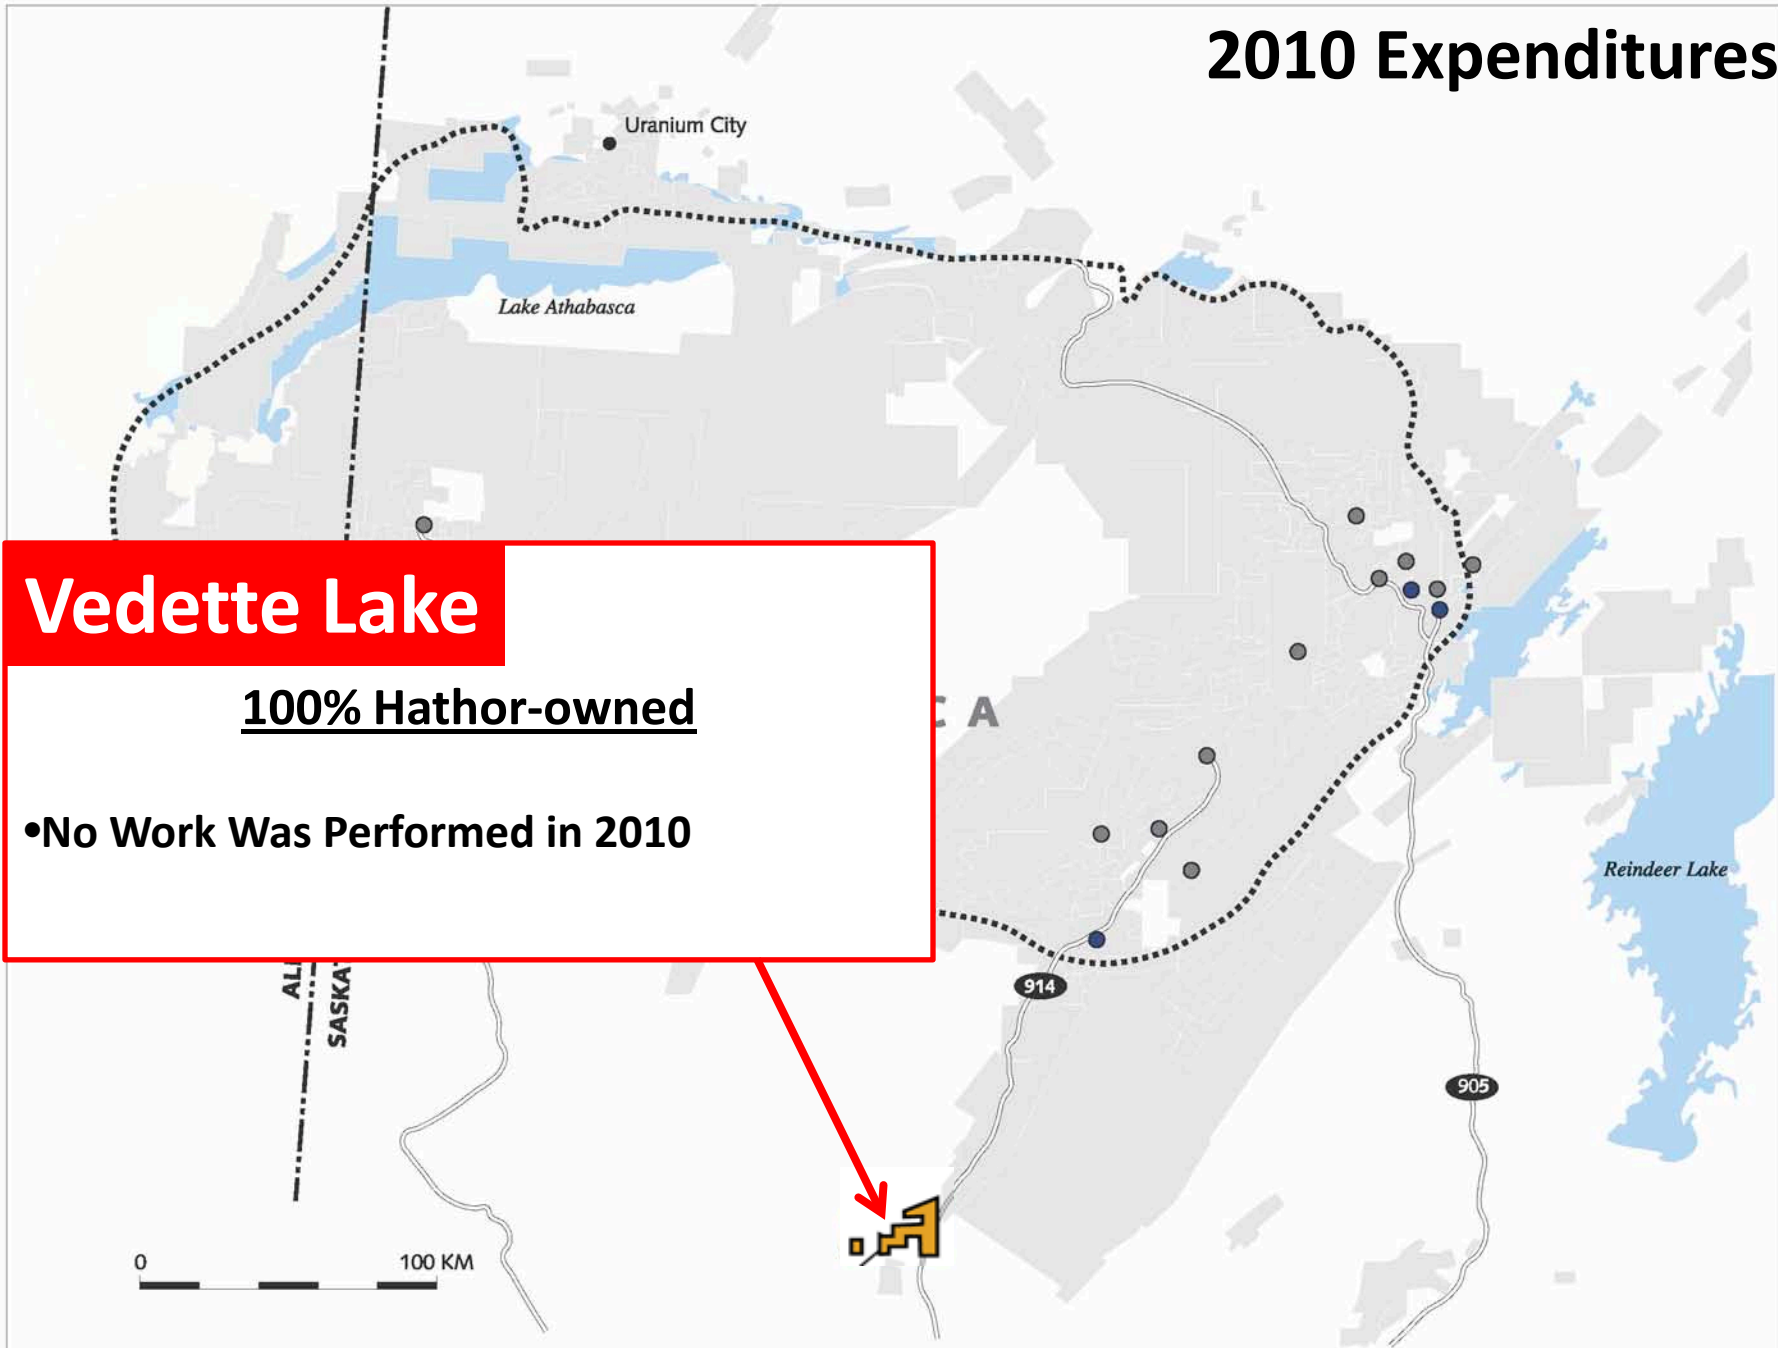 2010 Expenditures
Uranium City
Lake Athabasca
Vedette Lake
100% Hathor-owned
•No Work Was Performed in 2010
C A
Reindeer Lake
914
905
AL
SASKA
0
100 KM